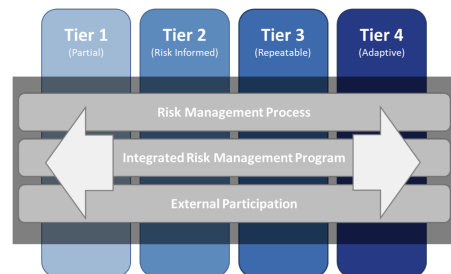 Tier 1
(Partial)
Tier 2
(Risk Informed)
Tier 3
(Repeatable)
Tier 4
(Adaptive)
Risk Management Process
Integrated Risk Management Program
External Participation